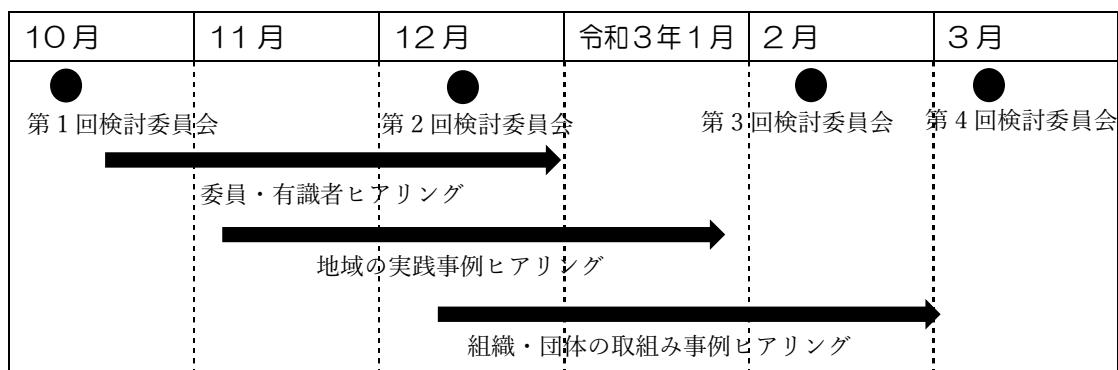 10月 11月 12月 令和3年1月 2月 3月
第1回検討委員会 第2回検討委員会 第3回検討委員会 第4回検討委員会
委員・有識者ヒアリング
地域の実践事例ヒアリング
組織・団体の取組み事例ヒアリング